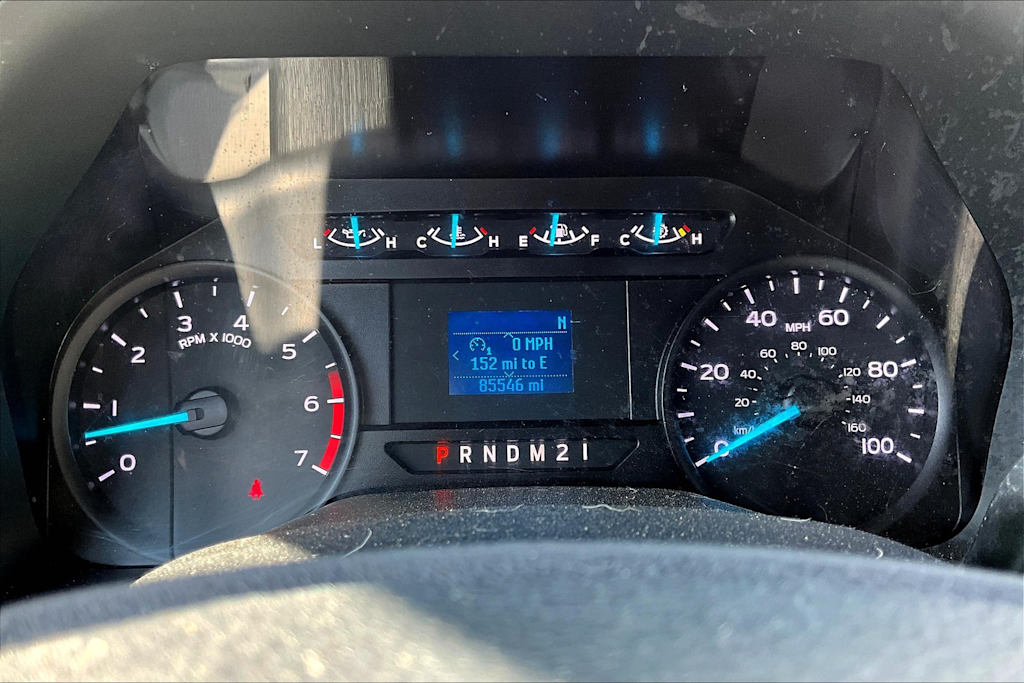 L H C H E F C H
0 1 2 3 4 5 6 7
RPM X 1000
N
0 MPH
152 mi to E
85546 mi
P R N D M 2 1
0 20 40 60 80 100
MPH
20 40 60 80 100 120 140 160
km/